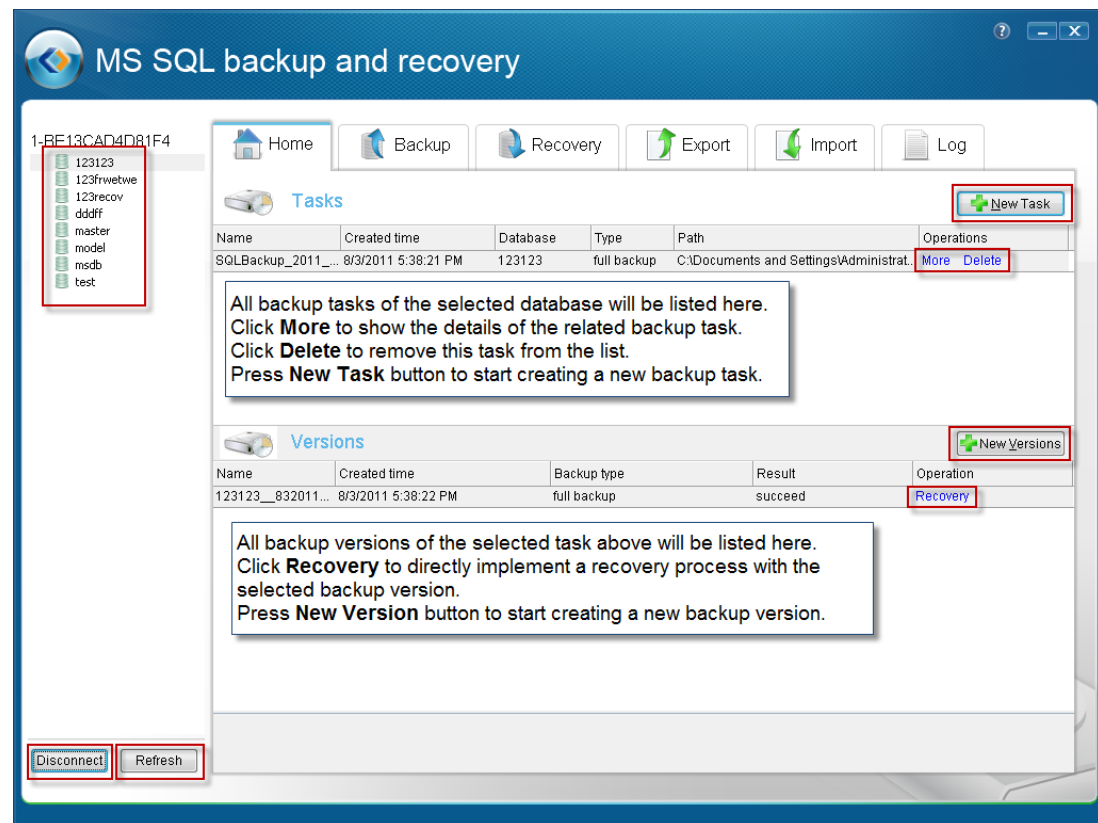 MS SQL backup and recovery
1-BE13CAD4D81F4
123123
123frwetwe
123recov
dddff
master
model
msdb
test
Home
Backup
Recovery
Export
Import
Log
Tasks
New Task
Name Created time Database Type Path Operations
SQLBackup_2011_... 8/3/2011 5:38:21 PM 123123 full backup C:\Documents and Settings\Administrat... More Delete
All backup tasks of the selected database will be listed here.
Click More to show the details of the related backup task.
Click Delete to remove this task from the list.
Press New Task button to start creating a new backup task.
Versions
New Versions
Name Created time Backup type Result Operation
123123__832011... 8/3/2011 5:38:22 PM full backup succeed Recovery
All backup versions of the selected task above will be listed here.
Click Recovery to directly implement a recovery process with the
selected backup version.
Press New Version button to start creating a new backup version.
Disconnect
Refresh